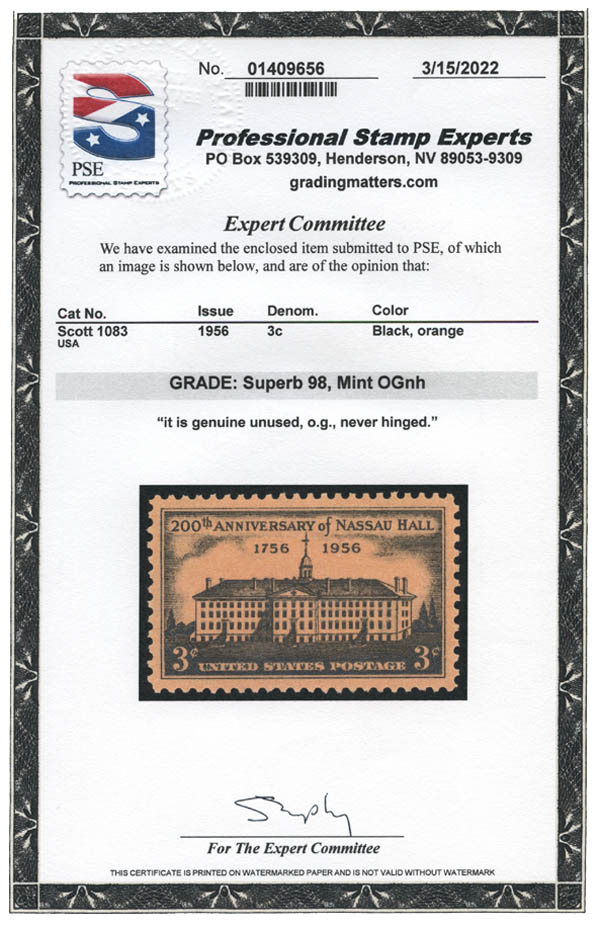 No. 01409656 3/15/2022
PSE
PROFESSIONAL STAMP EXPERTS
Professional Stamp Experts
PO Box 539309, Henderson, NV 89053-9309
gradingmatters.com
Expert Committee
We have examined the enclosed item submitted to PSE, of which
an image is shown below, and are of the opinion that:
Cat No. Issue Denom. Color
Scott 1083 1956 3c Black, orange
USA
GRADE: Superb 98, Mint OGnh
“it is genuine unused, o.g., never hinged.”
200th ANNIVERSARY of NASSAU HALL
1756 1956
3¢ UNITED STATES POSTAGE 3¢
For The Expert Committee
THIS CERTIFICATE IS PRINTED ON WATERMARKED PAPER AND IS NOT VALID WITHOUT WATERMARK